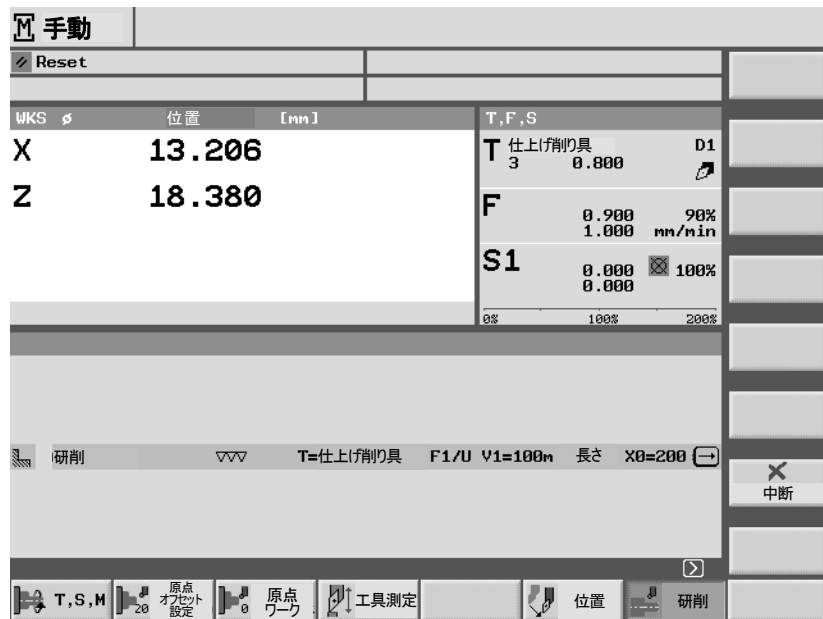 M 手動
Reset
WKS ø 位置 [mm]
X 13.206
Z 18.380
T,F,S
T 仕上げ削り具 D1
3 0.800
F 0.900 90%
1.000 mm/min
S1 0.000 100%
0.000
0% 100% 200%
研削 ▽▽▽ T=仕上げ削り具 F1/U V1=100m 長さ X0=200
中断
T,S,M
20
原点
オフセット
設定
0
原点
ワーク
工具測定
位置
研削